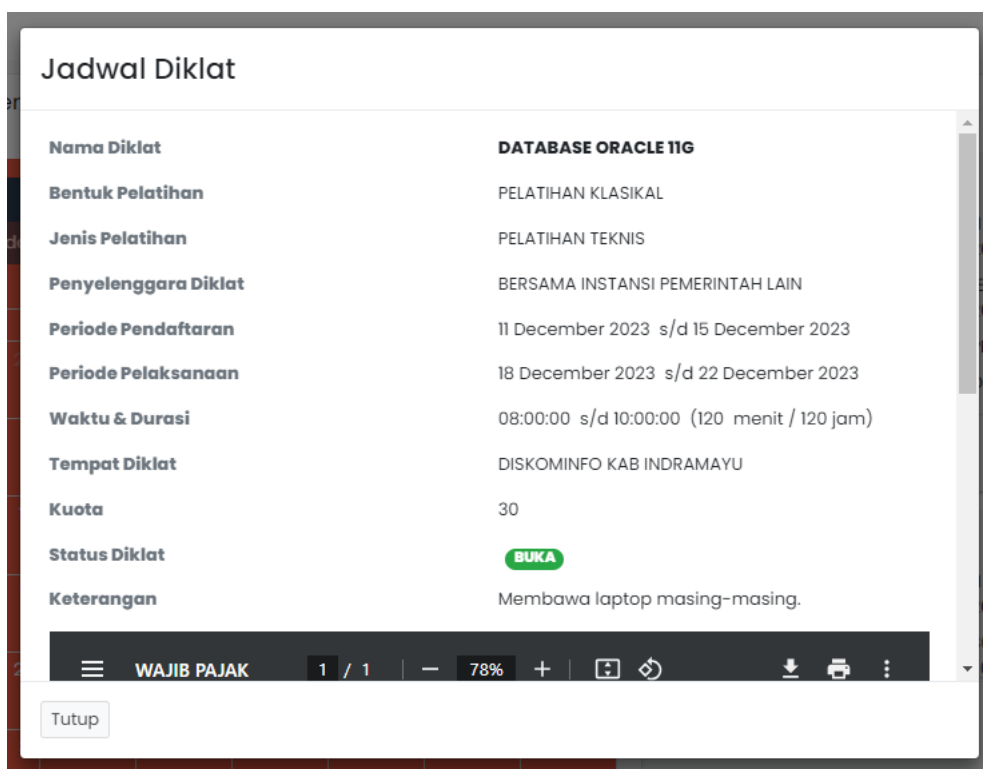 Jadwal Diklat
Nama Diklat DATABASE ORACLE 11G
Bentuk Pelatihan PELATIHAN KLASIKAL
Jenis Pelatihan PELATIHAN TEKNIS
Penyelenggara Diklat BERSAMA INSTANSI PEMERINTAH LAIN
Periode Pendaftaran 11 December 2023 s/d 15 December 2023
Periode Pelaksanaan 18 December 2023 s/d 22 December 2023
Waktu & Durasi 08:00:00 s/d 10:00:00 (120 menit / 120 jam)
Tempat Diklat DISKOMINFO KAB INDRAMAYU
Kuota 30
Status Diklat BUKA
Keterangan Membawa laptop masing-masing.
WAJIB PAJAK 1 / 1 78%
Tutup